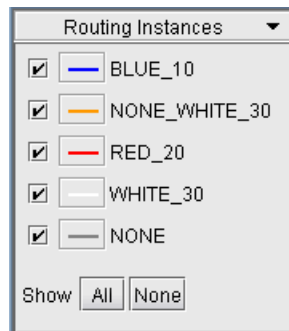 Routing Instances
BLUE_10
NONE_WHITE_30
RED_20
WHITE_30
NONE
Show All None